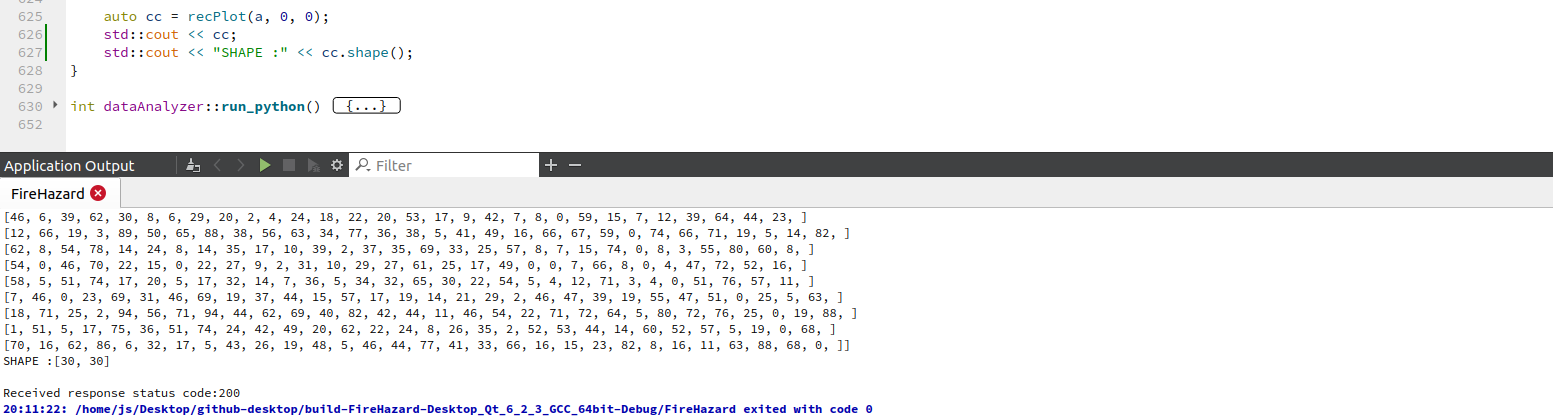 625 auto cc = recPlot(a, 0, 0);
626 std::cout << cc;
627 std::cout << "SHAPE :" << cc.shape();
628 }
629
630 int dataAnalyzer::run_python() {...}
652
Application Output Filter
FireHazard
[46, 6, 39, 62, 30, 8, 6, 29, 20, 2, 4, 24, 18, 22, 20, 53, 17, 9, 42, 7, 8, 0, 59, 15, 7, 12, 39, 64, 44, 23, ]
[12, 66, 19, 3, 89, 50, 65, 88, 38, 56, 63, 34, 77, 36, 38, 5, 41, 49, 16, 66, 67, 59, 0, 74, 66, 71, 19, 5, 14, 82, ]
[62, 8, 54, 78, 14, 24, 8, 14, 35, 17, 10, 39, 2, 37, 35, 69, 33, 25, 57, 8, 7, 15, 74, 0, 8, 3, 55, 80, 60, 8, ]
[54, 0, 46, 70, 22, 15, 0, 22, 27, 9, 2, 31, 10, 29, 27, 61, 25, 17, 49, 0, 0, 7, 66, 8, 0, 4, 47, 72, 52, 16, ]
[58, 5, 51, 74, 17, 20, 5, 17, 32, 14, 7, 36, 5, 34, 32, 65, 30, 22, 54, 5, 4, 12, 71, 3, 4, 0, 51, 76, 57, 11, ]
[7, 46, 0, 23, 69, 31, 46, 69, 19, 37, 44, 15, 57, 17, 19, 14, 21, 29, 2, 46, 47, 39, 19, 55, 47, 51, 0, 25, 5, 63, ]
[18, 71, 25, 2, 94, 56, 71, 94, 44, 62, 69, 40, 82, 42, 44, 11, 46, 54, 22, 71, 72, 64, 5, 80, 72, 76, 25, 0, 19, 88, ]
[1, 51, 5, 17, 75, 36, 51, 74, 24, 42, 49, 20, 62, 22, 24, 8, 26, 35, 2, 52, 53, 44, 14, 60, 52, 57, 5, 19, 0, 68, ]
[70, 16, 62, 86, 6, 32, 17, 5, 43, 26, 19, 48, 5, 46, 44, 77, 41, 33, 66, 16, 15, 23, 82, 8, 16, 11, 63, 88, 68, 0, ]]
SHAPE :[30, 30]
Received response status code:200
20:11:22: /home/js/Desktop/github-desktop/build-FireHazard-Desktop_Qt_6_2_3_GCC_64bit-Debug/FireHazard exited with code 0